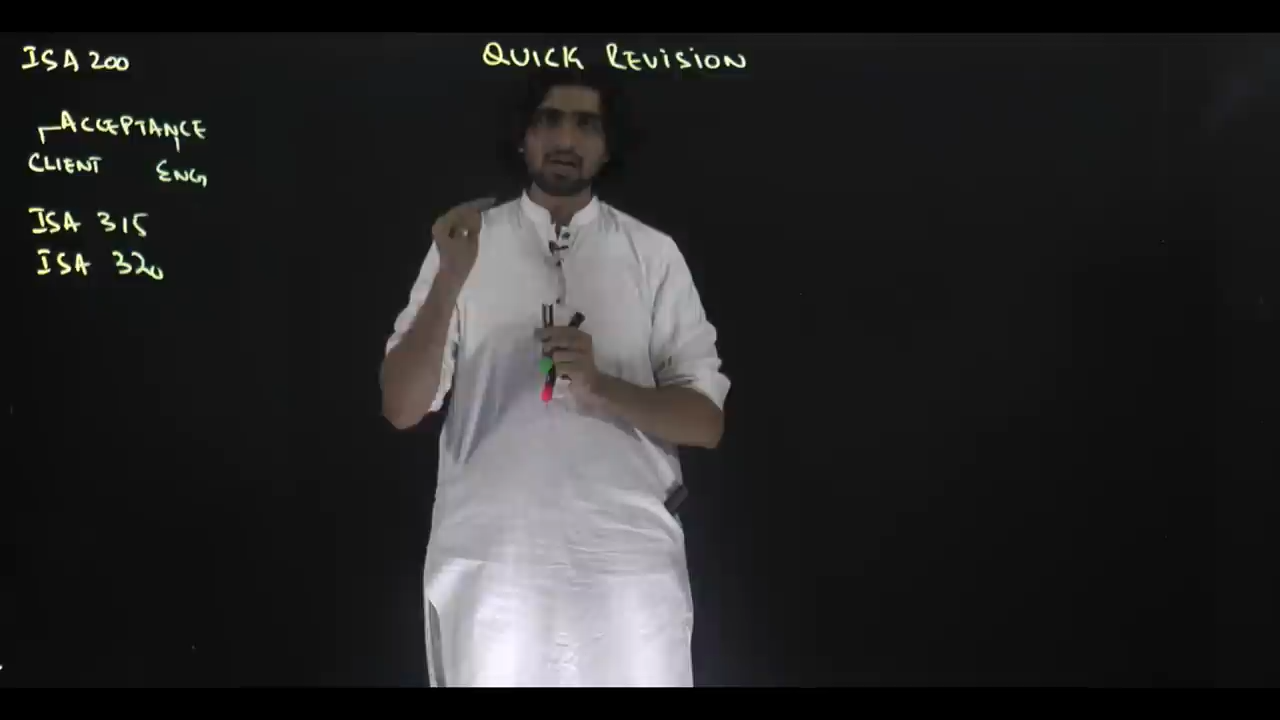 ISA 200
QUICK REVISION
ACCEPTANCE
CLIENT ENG
ISA 315
ISA 320